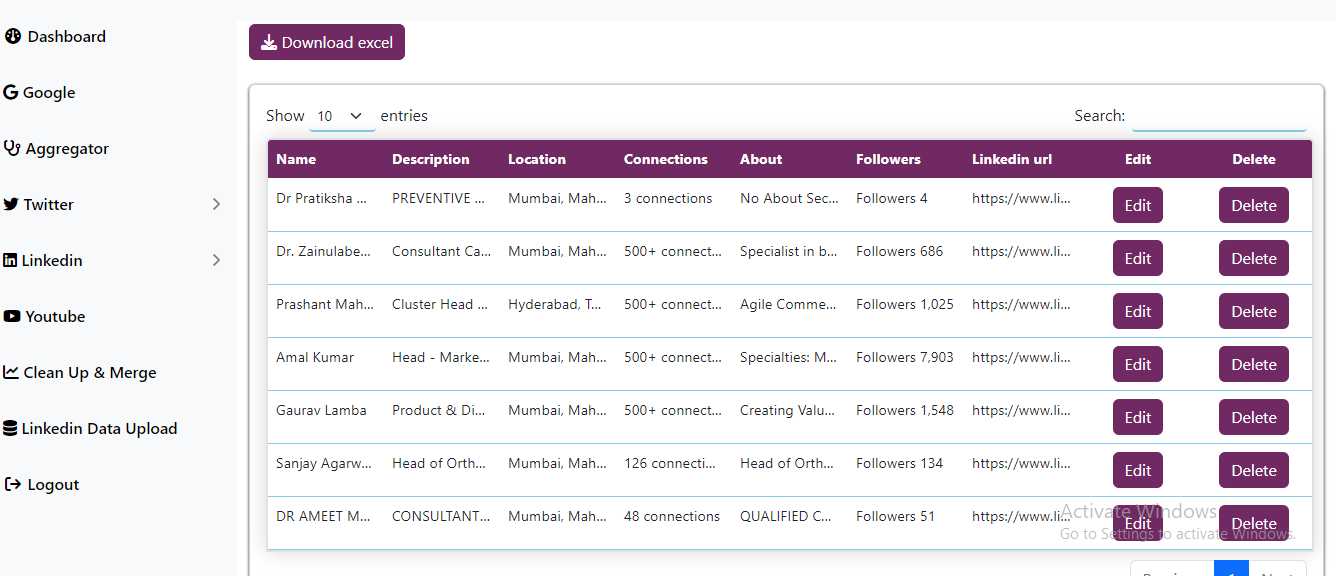 Dashboard
Google
Aggregator
Twitter
Linkedin
Youtube
Clean Up & Merge
Linkedin Data Upload
Logout
Download excel
Show 10 entries
Search:
Name Description Location Connections About Followers Linkedin url Edit Delete
Dr Pratiksha ... PREVENTIVE ... Mumbai, Mah... 3 connections No About Sec... Followers 4 https://www.li... Edit Delete
Dr. Zainulabe... Consultant Ca... Mumbai, Mah... 500+ connect... Specialist in b... Followers 686 https://www.li... Edit Delete
Prashant Mah... Cluster Head ... Hyderabad, T... 500+ connect... Agile Comme... Followers 1,025 https://www.li... Edit Delete
Amal Kumar Head - Marke... Mumbai, Mah... 500+ connect... Specialties: M... Followers 7,903 https://www.li... Edit Delete
Gaurav Lamba Product & Di... Mumbai, Mah... 500+ connect... Creating Valu... Followers 1,548 https://www.li... Edit Delete
Sanjay Agarw... Head of Orth... Mumbai, Mah... 126 connecti... Head of Orth... Followers 134 https://www.li... Edit Delete
DR AMEET M... CONSULTANT... Mumbai, Mah... 48 connections QUALIFIED C... Followers 51 https://www.li... Edit Delete
Activate Windows
Go to Settings to activate Windows.